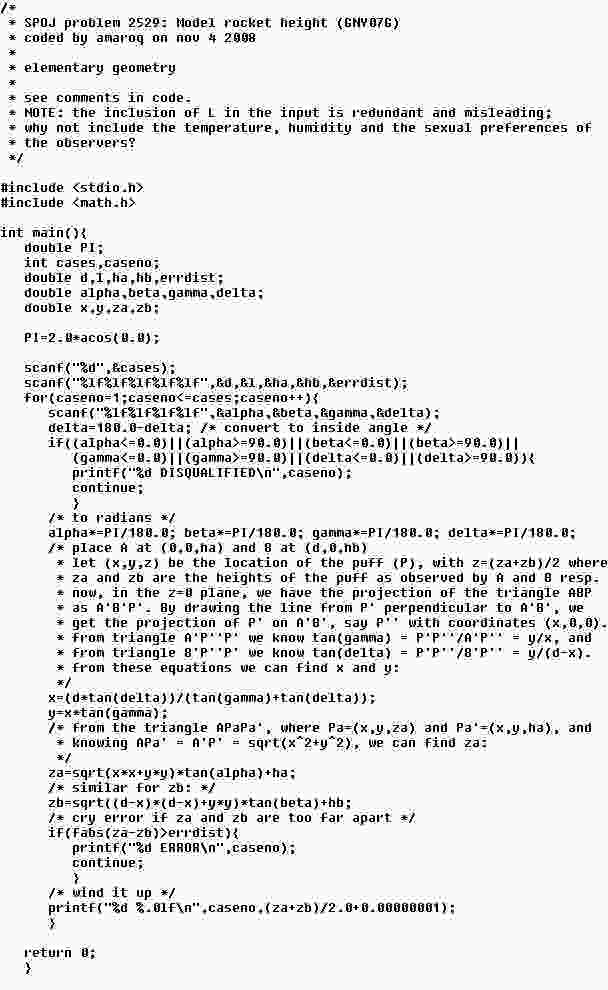 /*
 * SPOJ problem 2529: Model rocket height (GNY07G)
 * coded by amaroq on nov 4 2008
 *
 * elementary geometry
 *
 * see comments in code.
 * NOTE: the inclusion of L in the input is redundant and misleading;
 * why not include the temperature, humidity and the sexual preferences of
 * the observers?
 */

#include <stdio.h>
#include <math.h>

int main(){
   double PI;
   int cases,caseno;
   double d,l,ha,hb,errdist;
   double alpha,beta,gamma,delta;
   double x,y,za,zb;

   PI=2.0*acos(0.0);

   scanf("%d",&cases);
   scanf("%lf%lf%lf%lf%lf",&d,&l,&ha,&hb,&errdist);
   for(caseno=1;caseno<=cases;caseno++){
      scanf("%lf%lf%lf%lf",&alpha,&beta,&gamma,&delta);
      delta=180.0-delta; /* convert to inside angle */
      if((alpha<=0.0)||(alpha>=90.0)||(beta<=0.0)||(beta>=90.0)||
         (gamma<=0.0)||(gamma>=90.0)||(delta<=0.0)||(delta>=90.0)){
         printf("%d DISQUALIFIED\n",caseno);
         continue;
         }
      /* to radians */
      alpha*=PI/180.0; beta*=PI/180.0; gamma*=PI/180.0; delta*=PI/180.0;
      /* place A at (0,0,ha) and B at (d,0,hb)
       * let (x,y,z) be the location of the puff (P), with z=(za+zb)/2 where
       * za and zb are the heights of the puff as observed by A and B resp.
       * now, in the z=0 plane, we have the projection of the triangle ABP
       * as A'B'P'. By drawing the line from P' perpendicular to A'B', we
       * get the projection of P' on A'B', say P'' with coordinates (x,0,0).
       * from triangle A'P''P' we know tan(gamma) = P'P''/A'P'' = y/x, and
       * from triangle B'P''P' we know tan(delta) = P'P''/B'P'' = y/(d-x).
       * from these equations we can find x and y:
       */
      x=(d*tan(delta))/(tan(gamma)+tan(delta));
      y=x*tan(gamma);
      /* from the triangle APaPa', where Pa=(x,y,za) and Pa'=(x,y,ha), and
       * knowing APa' = A'P' = sqrt(x^2+y^2), we can find za:
       */
      za=sqrt(x*x+y*y)*tan(alpha)+ha;
      /* similar for zb: */
      zb=sqrt((d-x)*(d-x)+y*y)*tan(beta)+hb;
      /* cry error if za and zb are too far apart */
      if(fabs(za-zb)>errdist){
         printf("%d ERROR\n",caseno);
         continue;
         }
      /* wind it up */
      printf("%d %.0lf\n",caseno,(za+zb)/2.0+0.00000001);
      }

   return 0;
   }